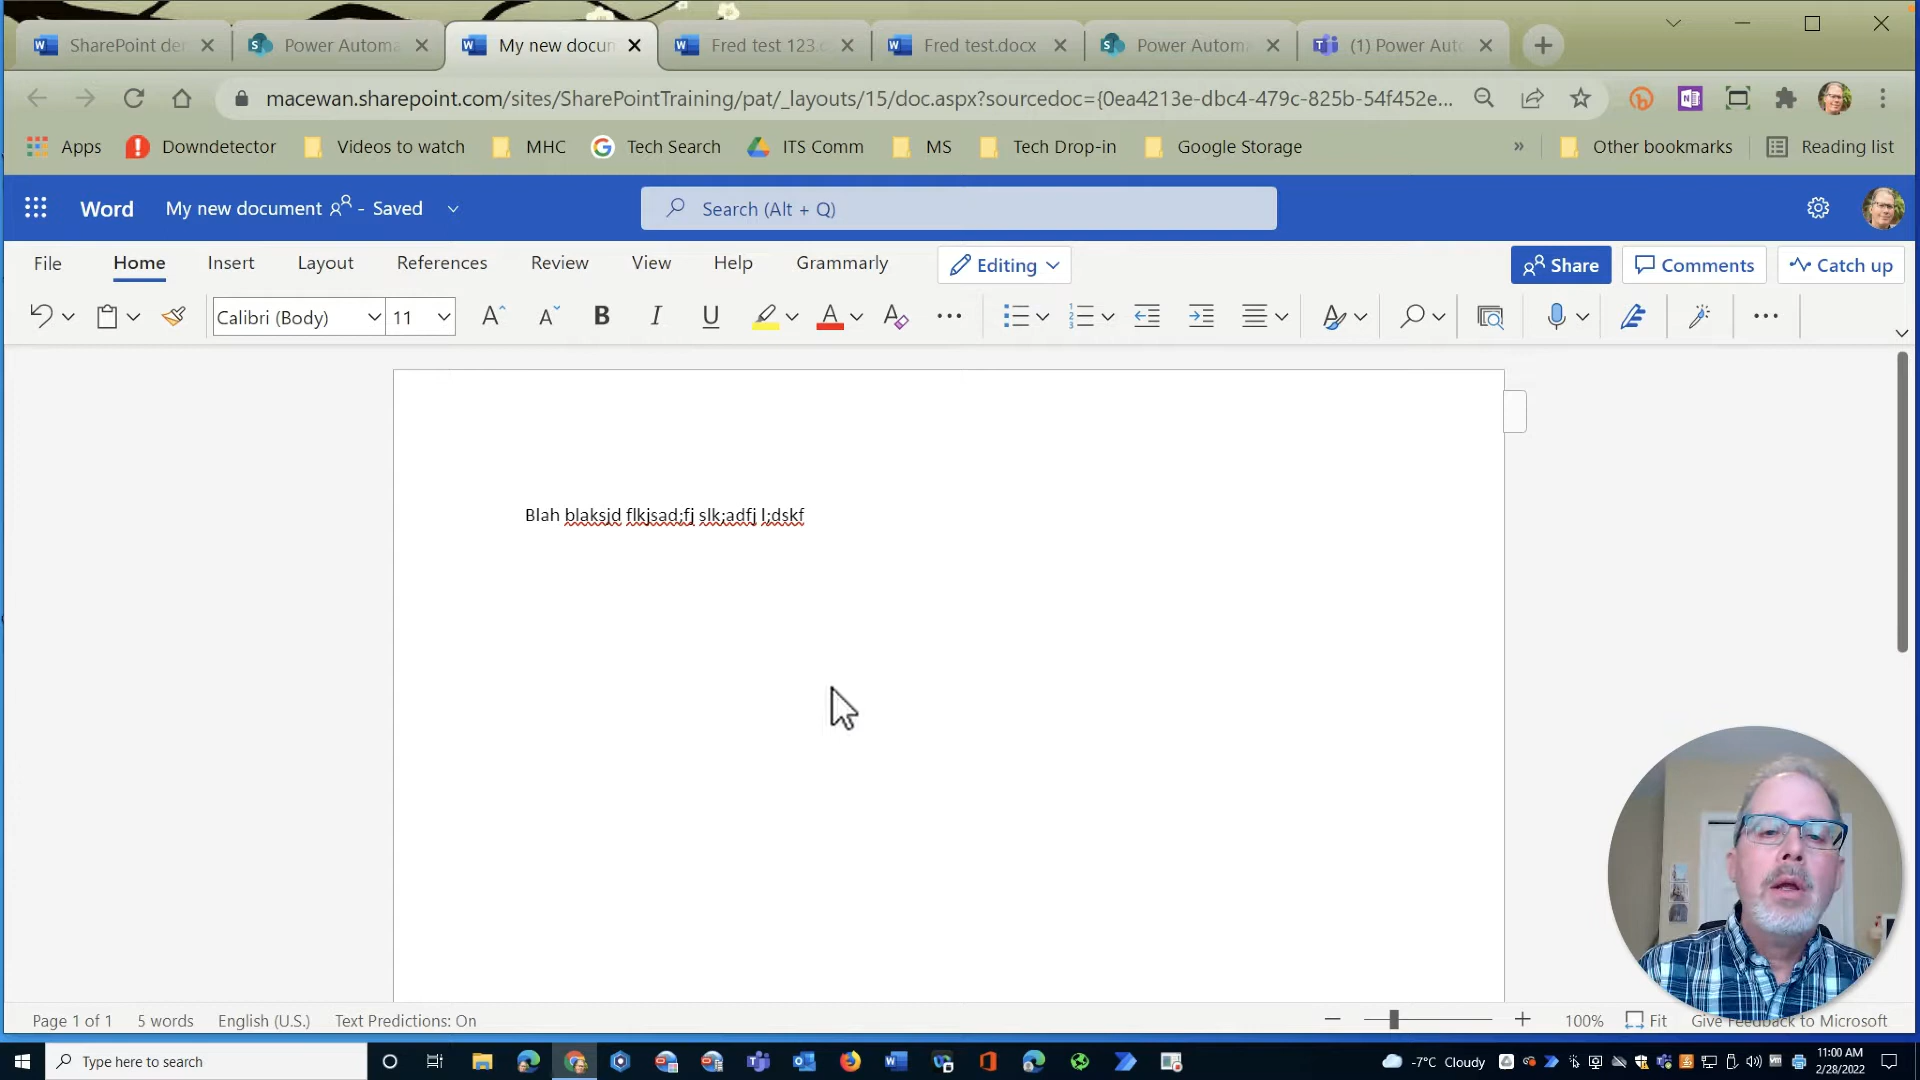 SharePoint de
Power Automa
My new docun
Fred test 123.c
Fred test.docx
Power Autom
(1) Power Aut
macewan.sharepoint.com/sites/SharePointTraining/pat/_layouts/15/doc.aspx?sourcedoc={0ea4213e-dbc4-479c-825b-54f452e...
Apps
Downdetector
Videos to watch
MHC
Tech Search
ITS Comm
MS
Tech Drop-in
Google Storage
»
Other bookmarks
Reading list
Word
My new document - Saved
Search (Alt + Q)
File
Home
Insert
Layout
References
Review
View
Help
Grammarly
Editing
Share
Comments
Catch up
Calibri (Body)
11
Blah blaksjd flkjsad;fj slk;adfj l;dskf
Page 1 of 1
5 words
English (U.S.)
Text Predictions: On
100%
Fit
Give Feedback to Microsoft
Type here to search
-7°C Cloudy
11:00 AM
2/28/2022